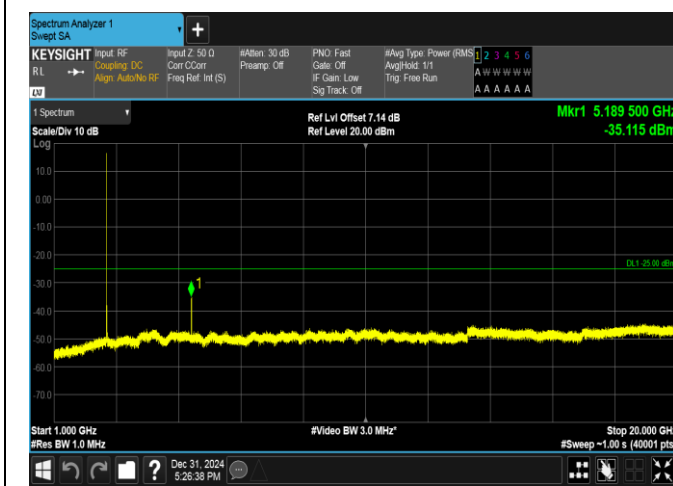 Spectrum Analyzer 1
Swept SA
+
KEYSIGHT
RL
LXI
Input: RF
Coupling: DC
Align: Auto/No RF
Input Z: 50 Ω
Corr CCorr
Freq Ref: Int (S)
#Atten: 30 dB
Preamp: Off
PNO: Fast
Gate: Off
IF Gain: Low
Sig Track: Off
#Avg Type: Power (RMS
Avg|Hold: 1/1
Trig: Free Run
1 2 3 4 5 6
A W W W W W
A A A A A A
1 Spectrum
Scale/Div 10 dB
Log
Ref Lvl Offset 7.14 dB
Ref Level 20.00 dBm
Mkr1 5.189 500 GHz
-35.115 dBm
10.0
0.00
-10.0
-20.0
DL1 -25.00 dBm
1
-30.0
-40.0
-50.0
-60.0
-70.0
Start 1.000 GHz
#Res BW 1.0 MHz
#Video BW 3.0 MHz*
Stop 20.000 GHz
#Sweep ~1.00 s (40001 pts
?
Dec 31, 2024
5:26:38 PM